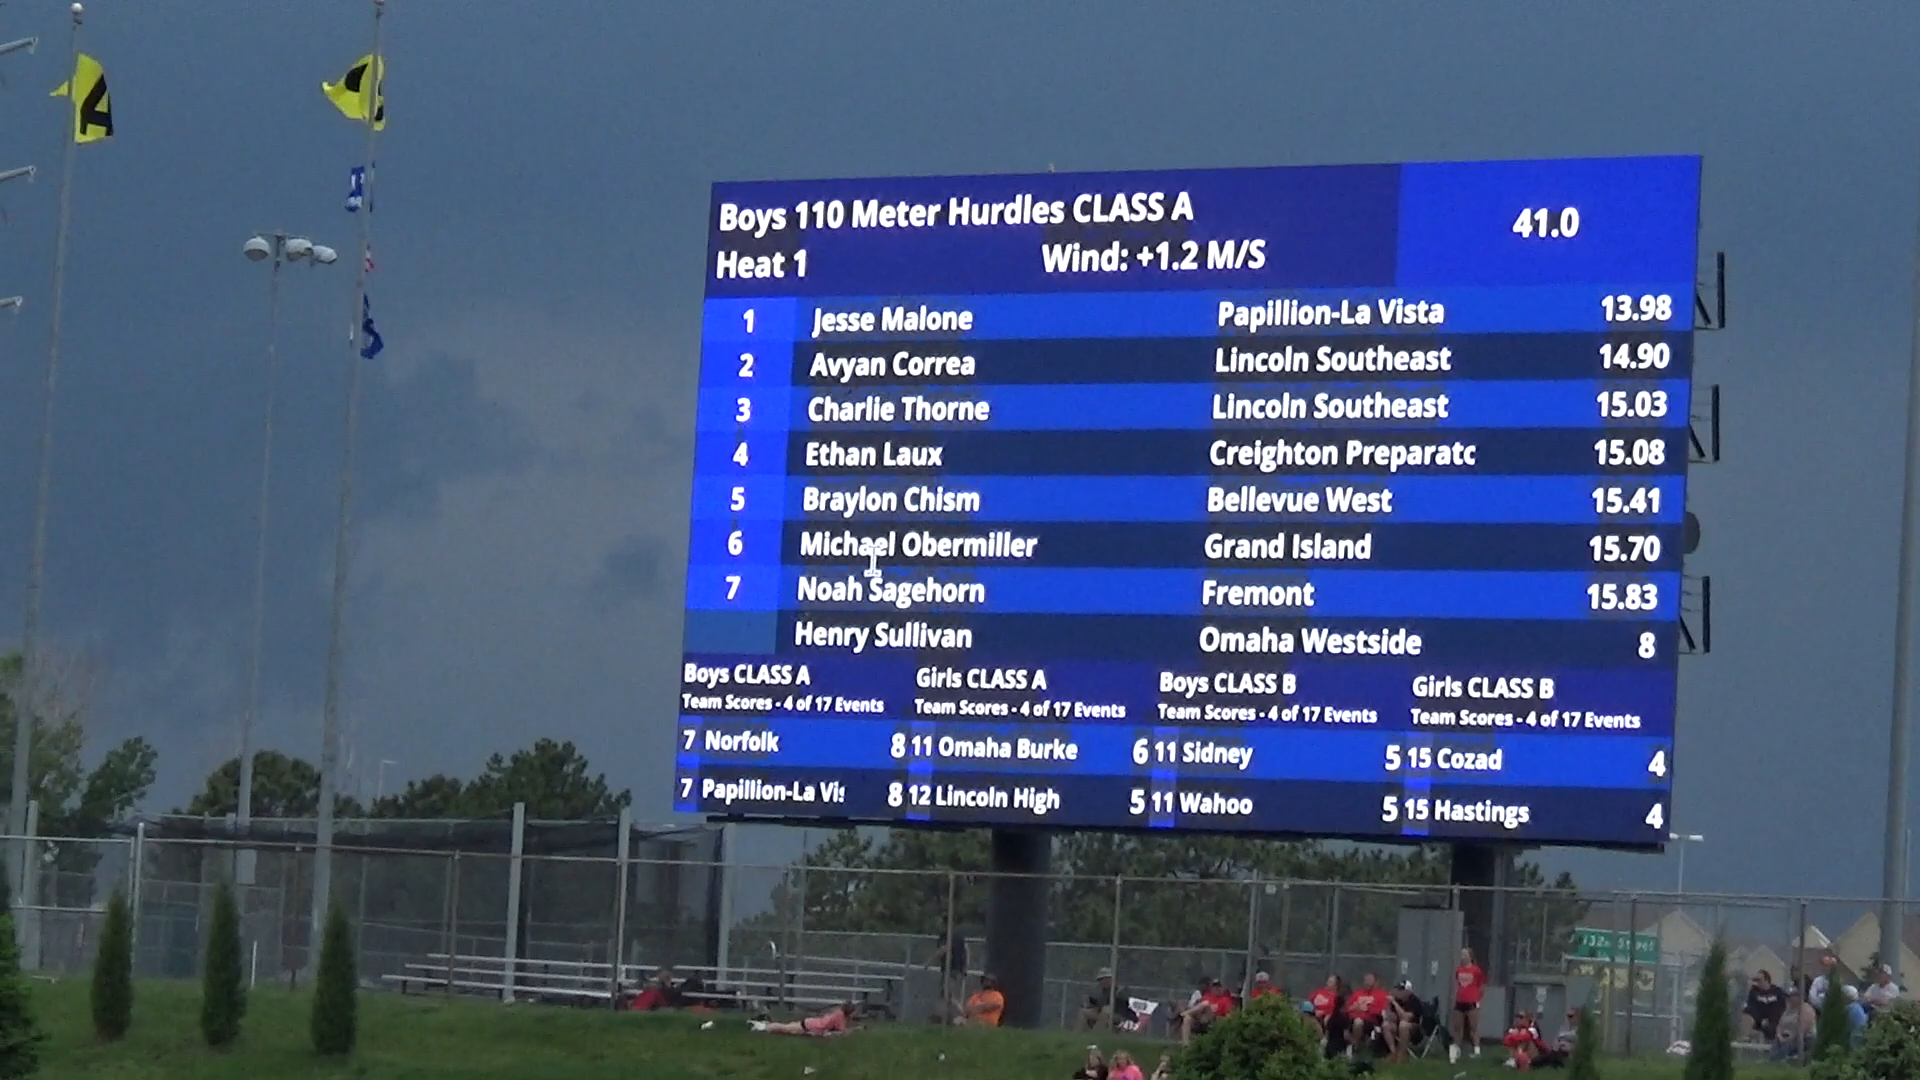 A
Boys 110 Meter Hurdles CLASS A
41.0
Heat 1 Wind: +1.2 M/S
1 Jesse Malone Papillion-La Vista 13.98
2 Avyan Correa Lincoln Southeast 14.90
3 Charlie Thorne Lincoln Southeast 15.03
4 Ethan Laux Creighton Preparatc 15.08
5 Braylon Chism Bellevue West 15.41
6 Michael Obermiller Grand Island 15.70
7 Noah Sagehorn Fremont 15.83
Henry Sullivan Omaha Westside 8
Boys CLASS A Girls CLASS A Boys CLASS B Girls CLASS B
Team Scores - 4 of 17 Events Team Scores - 4 of 17 Events Team Scores - 4 of 17 Events Team Scores - 4 of 17 Events
7 Norfolk 8 11 Omaha Burke 6 11 Sidney 5 15 Cozad 4
7 Papillion-La Vis 8 12 Lincoln High 5 11 Wahoo 5 15 Hastings 4
132nd Street